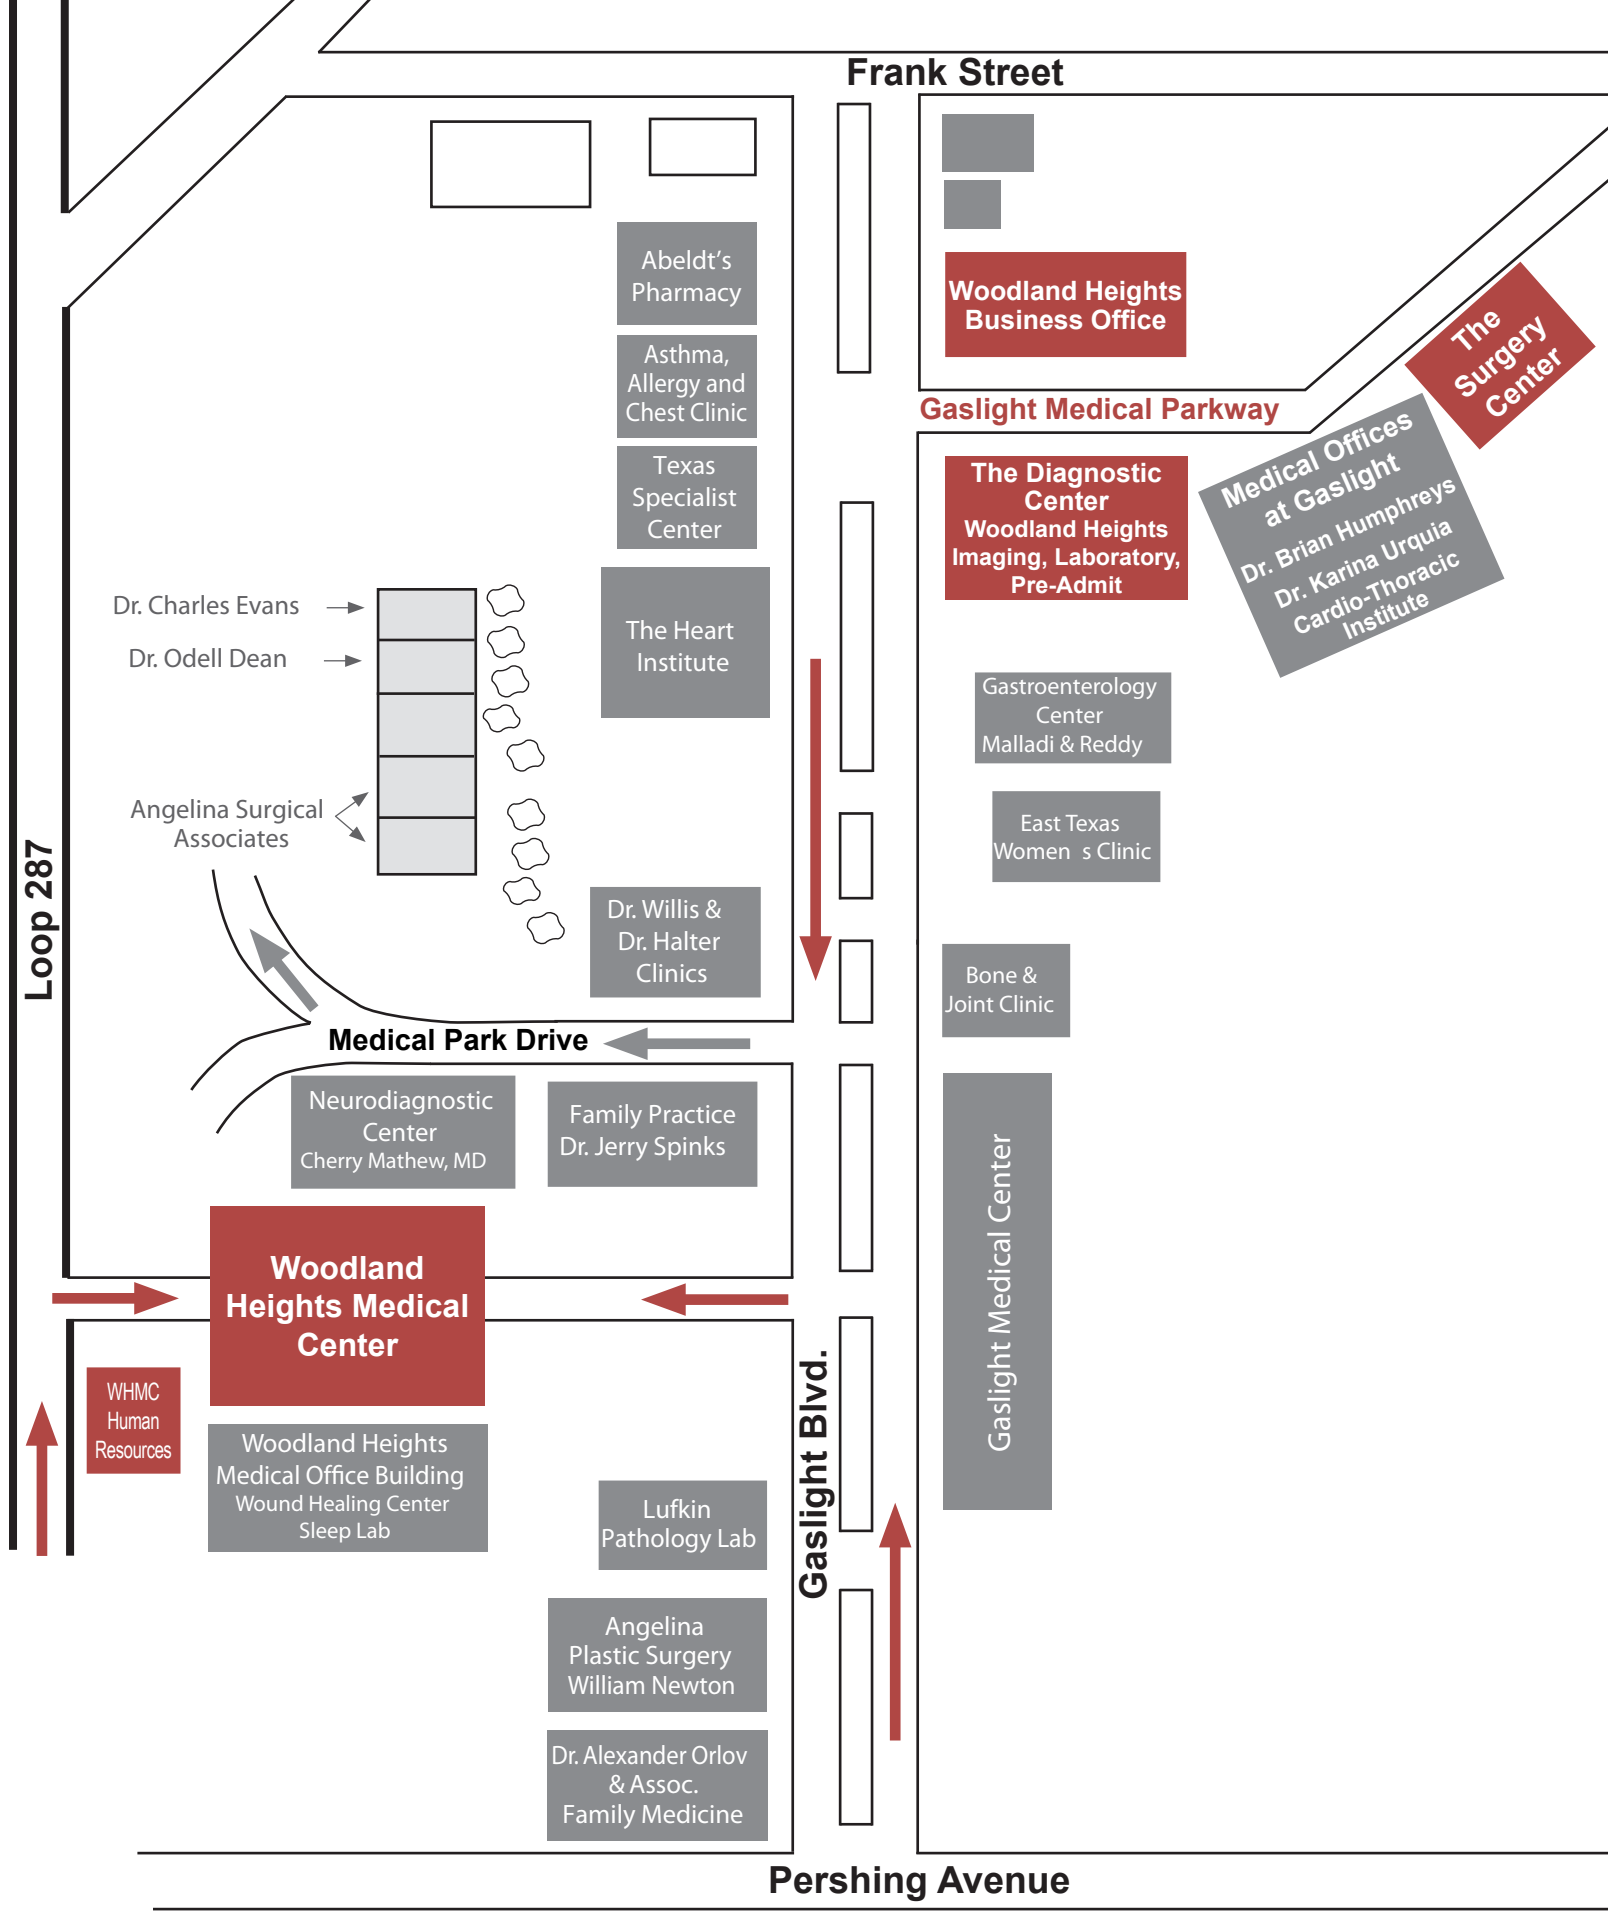 Frank Street
Abeldt’s
Pharmacy
Woodland Heights
Business Office
The
Surgery
Center
Asthma,
Allergy and
Chest Clinic
Gaslight Medical Parkway
Texas
Specialist
Center
The Diagnostic
Center
Woodland Heights
Imaging, Laboratory,
Pre-Admit
Medical Offices
at Gaslight
Dr. Brian Humphreys
Dr. Karina Urquia
Cardio-Thoracic
Institute
Dr. Charles Evans
Dr. Odell Dean
The Heart
Institute
Gastroenterology
Center
Malladi & Reddy
Angelina Surgical
Associates
East Texas
Women s Clinic
Loop 287
Dr. Willis &
Dr. Halter
Clinics
Bone &
Joint Clinic
Medical Park Drive
Neurodiagnostic
Center
Cherry Mathew, MD
Family Practice
Dr. Jerry Spinks
Gaslight Medical Center
Woodland
Heights Medical
Center
WHMC
Human
Resources
Gaslight Blvd.
Woodland Heights
Medical Office Building
Wound Healing Center
Sleep Lab
Lufkin
Pathology Lab
Angelina
Plastic Surgery
William Newton
Dr. Alexander Orlov
& Assoc.
Family Medicine
Pershing Avenue